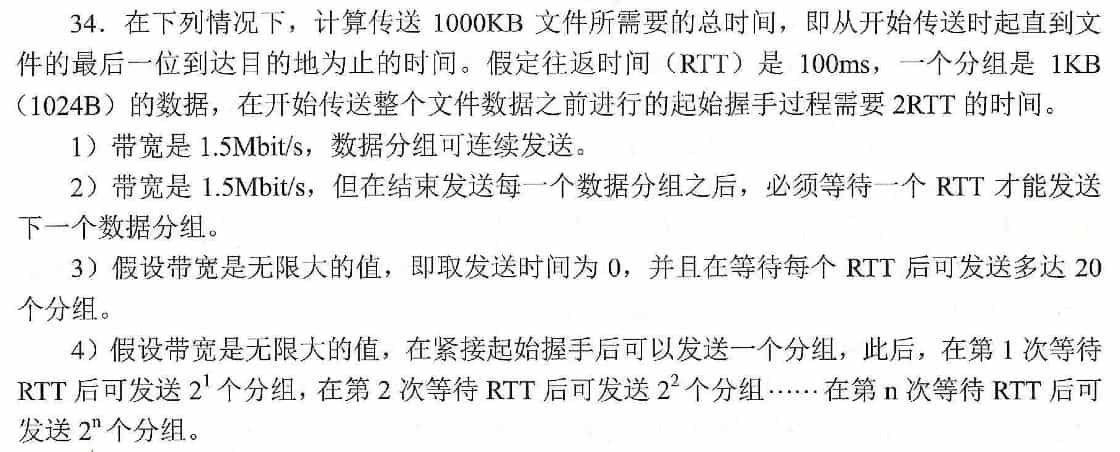 34．在下列情况下，计算传送 1000KB 文件所需要的总时间，即从开始传送时起直到文
件的最后一位到达目的地为止的时间。假定往返时间（RTT）是 100ms，一个分组是 1KB
（1024B）的数据，在开始传送整个文件数据之前进行的起始握手过程需要 2RTT 的时间。
1）带宽是 1.5Mbit/s，数据分组可连续发送。
2）带宽是 1.5Mbit/s，但在结束发送每一个数据分组之后，必须等待一个 RTT 才能发送
下一个数据分组。
3）假设带宽是无限大的值，即取发送时间为 0，并且在等待每个 RTT 后可发送多达 20
个分组。
4）假设带宽是无限大的值，在紧接起始握手后可以发送一个分组，此后，在第 1 次等待
RTT 后可发送 2¹ 个分组，在第 2 次等待 RTT 后可发送 2² 个分组……在第 n 次等待 RTT 后可
发送 2ⁿ 个分组。